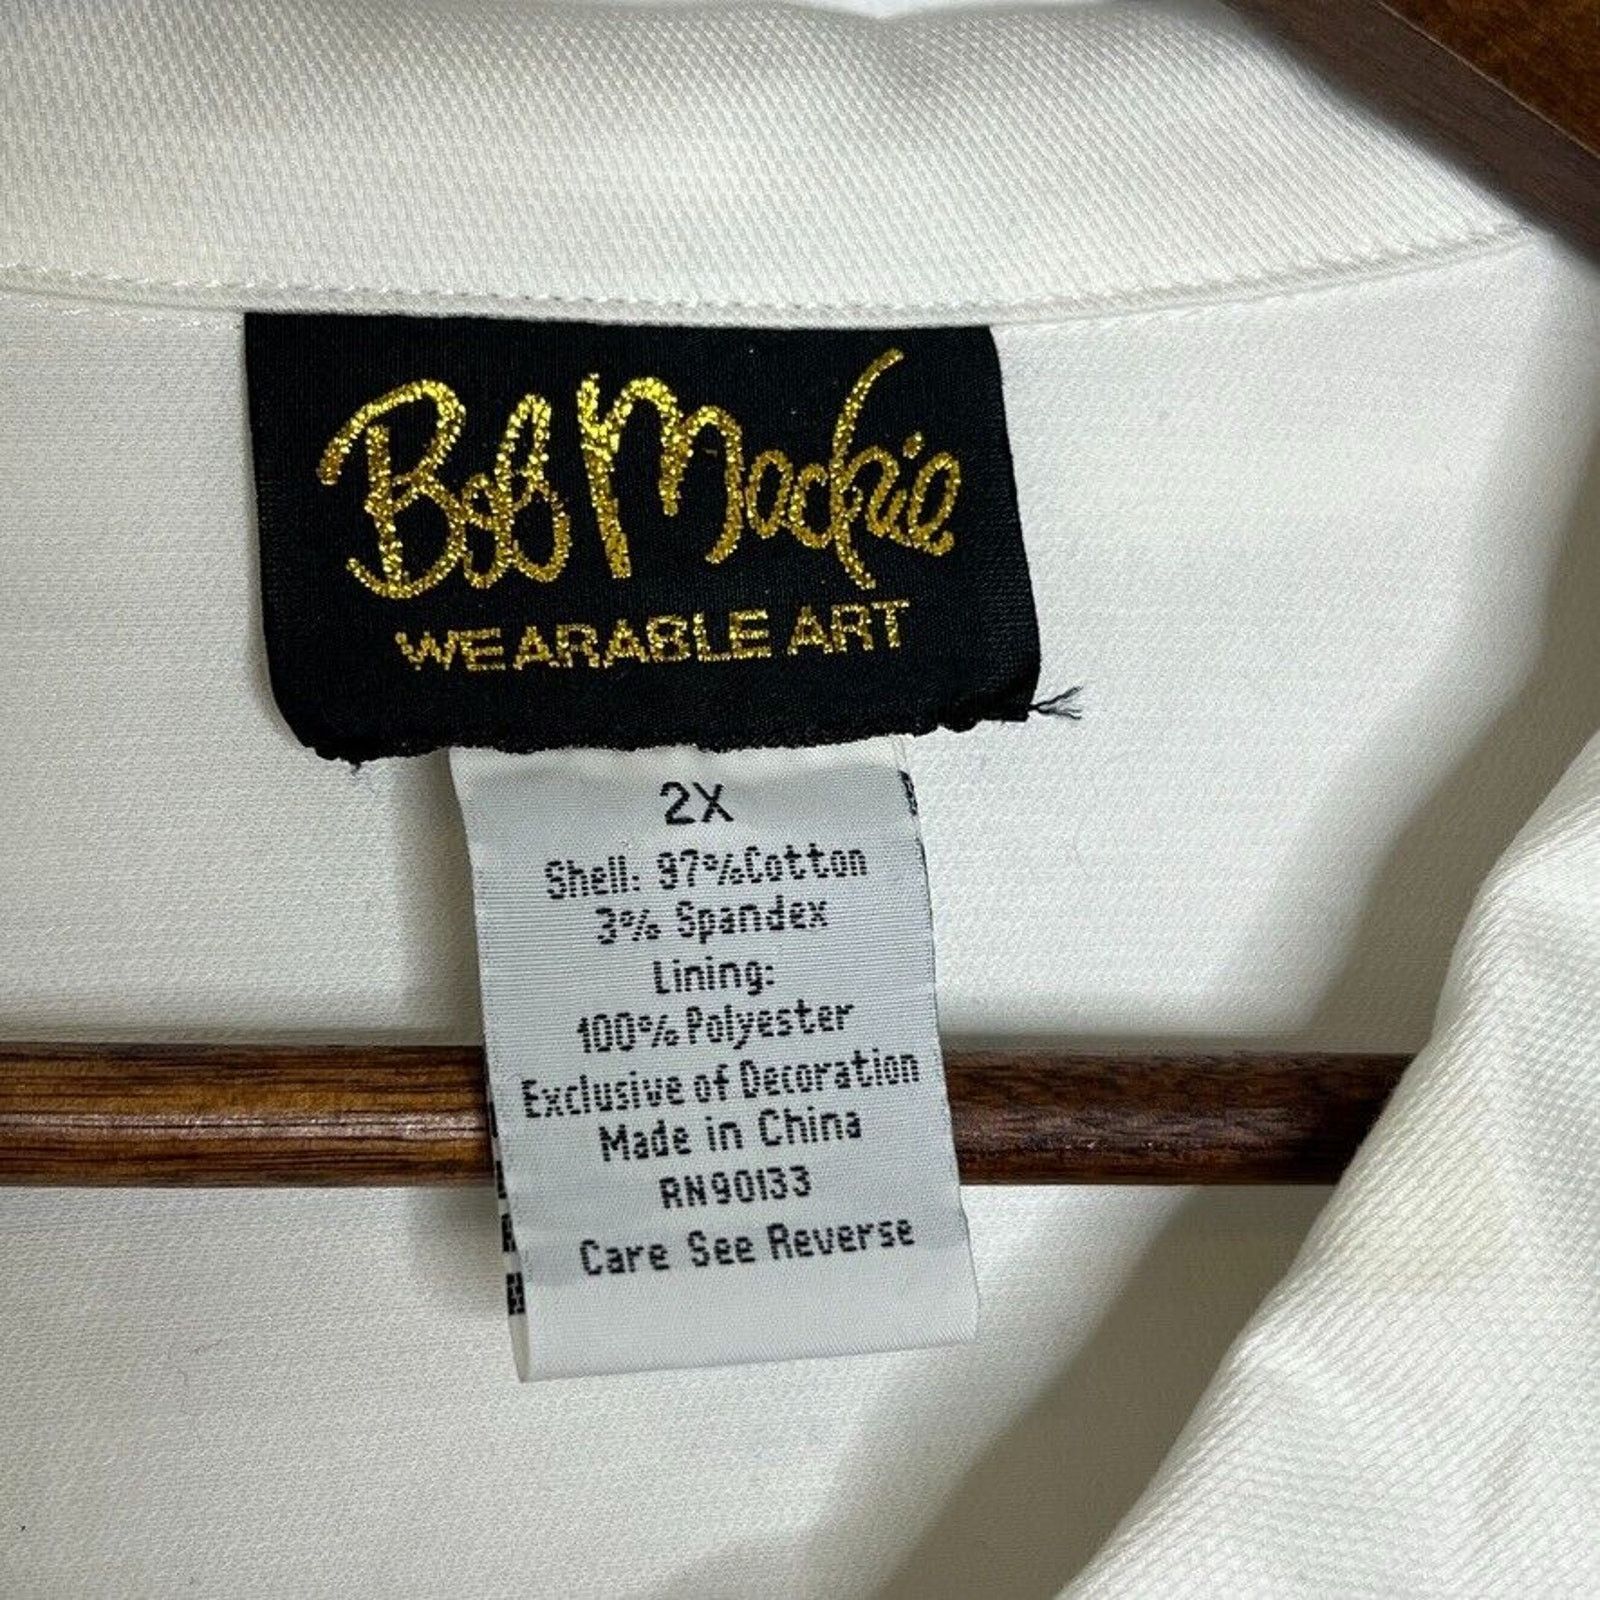 Bob Mackie
WEARABLE ART
2X
Shell: 97%Cotton
3% Spandex
Lining:
100%Polyester
Exclusive of Decoration
Made in China
RN90133
Care See Reverse